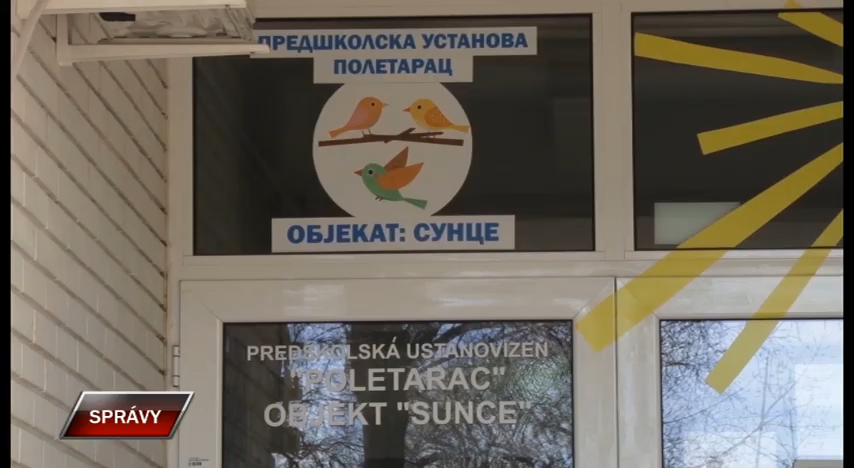 ПРЕДШКОЛСКА УСТАНОВА
ПОЛЕТАРАЦ
ОБЈЕКАТ: СУНЦЕ
PREDŠKOLSKÁ USTANOVIZEŇ
"POLETARAC"
OBJEKT "SUNCE"
SPRÁVY